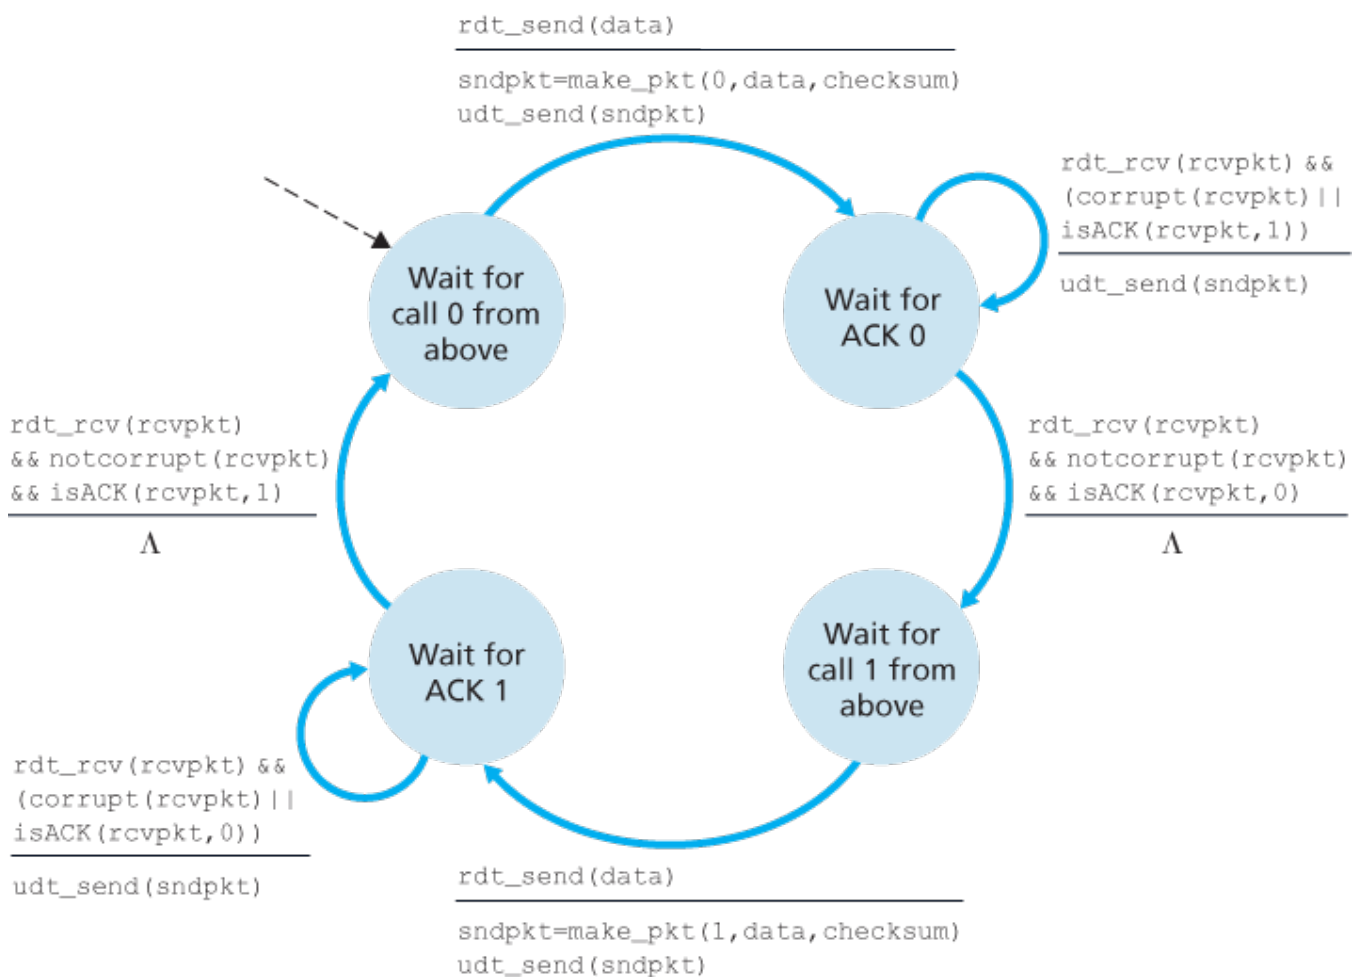 rdt_send(data)
sndpkt=make_pkt(0,data,checksum)
udt_send(sndpkt)
rdt_rcv(rcvpkt) &&
(corrupt(rcvpkt)||
isACK(rcvpkt,1))
udt_send(sndpkt)
Wait for
call 0 from
above
Wait for
ACK 0
rdt_rcv(rcvpkt)
&& notcorrupt(rcvpkt)
&& isACK(rcvpkt,1)
Λ
rdt_rcv(rcvpkt)
&& notcorrupt(rcvpkt)
&& isACK(rcvpkt,0)
Λ
Wait for
ACK 1
Wait for
call 1 from
above
rdt_rcv(rcvpkt) &&
(corrupt(rcvpkt)||
isACK(rcvpkt,0))
udt_send(sndpkt)
rdt_send(data)
sndpkt=make_pkt(1,data,checksum)
udt_send(sndpkt)